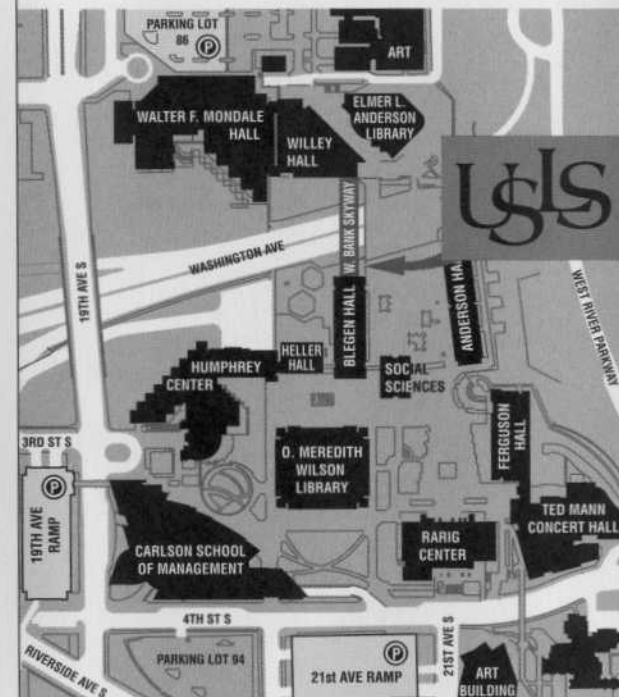 PARKING LOT
86
P
ART
WALTER F. MONDALE
HALL
WILLEY
HALL
ELMER L.
ANDERSON
LIBRARY
USLS
W. BANK SKYWAY
WASHINGTON AVE
19TH AVE S
BLEGEN HALL
ANDERSON HA
WEST RIVER PARKWAY
HUMPHREY
CENTER
HELLER
HALL
SOCIAL
SCIENCES
3RD ST S
P
19TH AVE
RAMP
O. MEREDITH
WILSON
LIBRARY
FERGUSON
HALL
TED MANN
CONCERT HALL
RARIG
CENTER
CARLSON SCHOOL
OF MANAGEMENT
4TH ST S
RIVERSIDE AVE S
PARKING LOT 94
P
21st AVE RAMP
21ST AVE S
ART
BUILDING